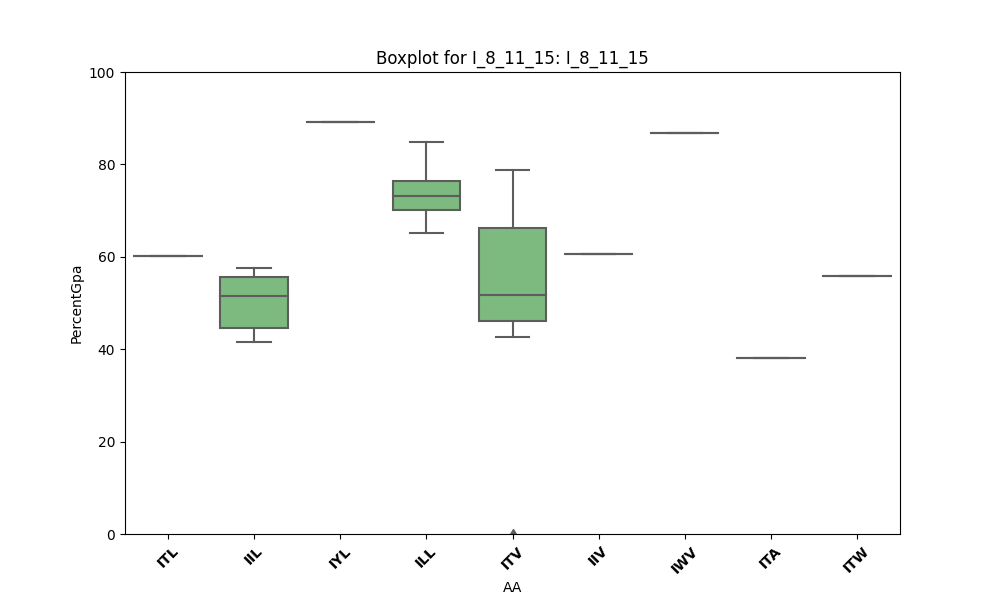 Boxplot for I_8_11_15: I_8_11_15
PercentGpa
100
80
60
40
20
0
ITL IIL IYL ILL ITV IIV IWV ITA ITW
AA